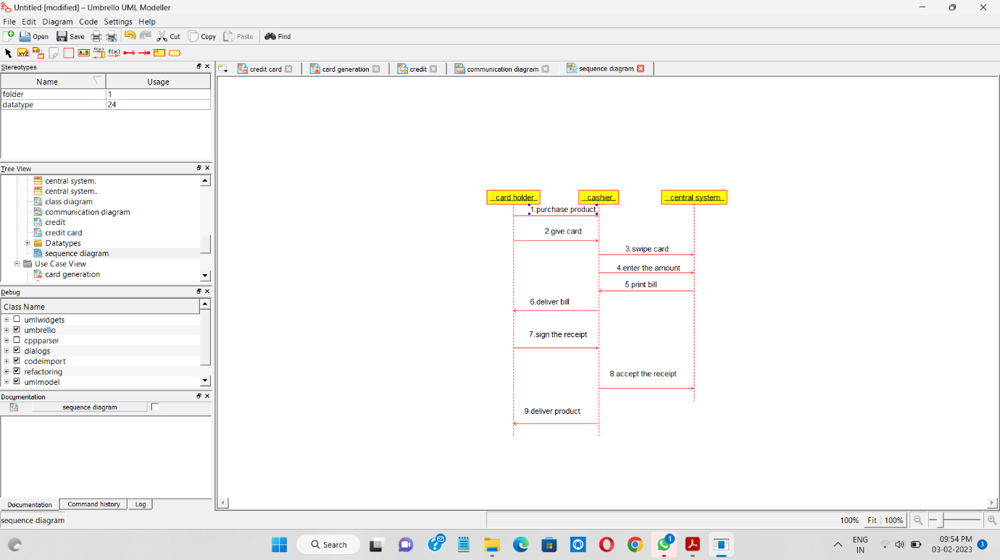 Untitled [modified] – Umbrello UML Modeller
File Edit Diagram Code Settings Help
Open Save Cut Copy Paste Find
XYZ A⊥B f(x) f(x)
Stereotypes
Name Usage
folder 1
datatype 24
Tree View
central system.
central system..
class diagram
communication diagram
credit
credit card
Datatypes
sequence diagram
Use Case View
card generation
Debug
Class Name
umlwidgets
umbrello
cppparser
dialogs
codeimport
refactoring
umlmodel
Documentation
sequence diagram
Documentation Command history Log
credit card card generation credit communication diagram sequence diagram
: card holder.. : cashier.. : central system..
1.purchase product
2.give card
3.swipe card
4.enter the amount
5.print bill
6.deliver bill
7.sign the receipt
8.accept the receipt
9.deliver product
sequence diagram 100% Fit 100%
Search 1 ENG 09:54 PM 3
IN 03-02-2023